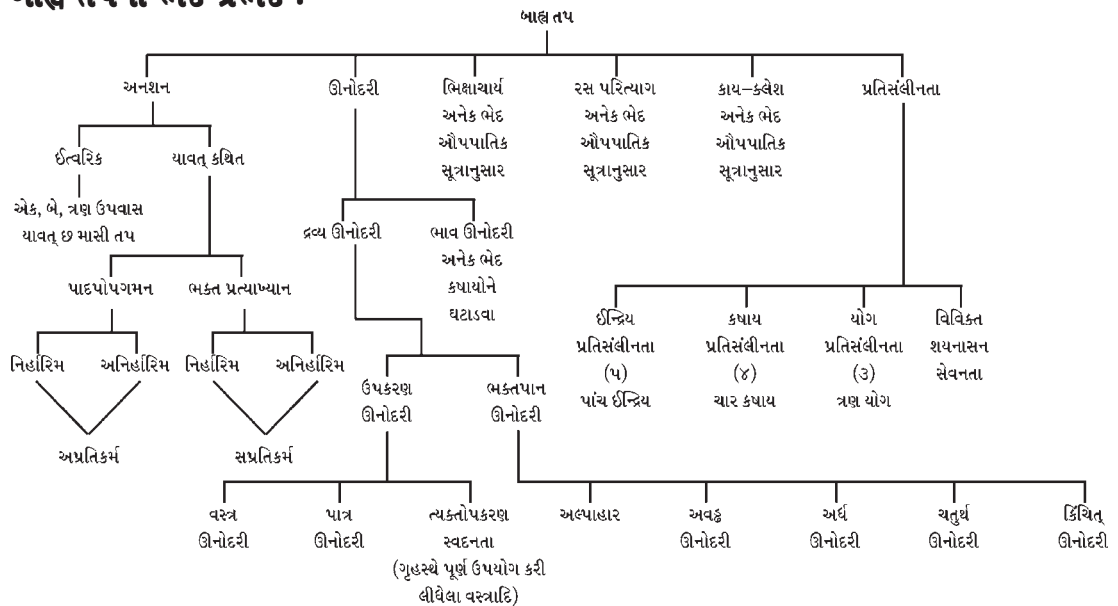 બાહ્ય તપના ભેદ પ્રભેદ :
બાહ્ય તપ
અનશન
ઊનોદરી
ભિક્ષાચાર્ય
અનેક ભેદ
ઔપપાતિક
સૂત્રાનુસાર
રસ પરિત્યાગ
અનેક ભેદ
ઔપપાતિક
સૂત્રાનુસાર
કાય–ક્લેશ
અનેક ભેદ
ઔપપાતિક
સૂત્રાનુસાર
પ્રતિસંલીનતા
ઈત્વરિક
યાવત્ કથિત
એક, બે, ત્રણ ઉપવાસ
યાવત્ છ માસી તપ
દ્રવ્ય ઊનોદરી
ભાવ ઊનોદરી
અનેક ભેદ
કષાયોને
ઘટાડવા
પાદપોપગમન
ભક્ત પ્રત્યાખ્યાન
ઈન્દ્રિય
પ્રતિસંલીનતા
(૫)
પાંચ ઈન્દ્રિય
કષાય
પ્રતિસંલીનતા
(૪)
ચાર કષાય
યોગ
પ્રતિસંલીનતા
(૩)
ત્રણ યોગ
વિવિક્ત
શયનાસન
સેવનતા
નિર્હારિમ
અનિર્હારિમ
નિર્હારિમ
અનિર્હારિમ
ઉપકરણ
ઊનોદરી
ભક્તપાન
ઊનોદરી
અપ્રતિકર્મ
સપ્રતિકર્મ
વસ્ત્ર
ઊનોદરી
પાત્ર
ઊનોદરી
ત્યક્તોપકરણ
સ્વદનતા
(ગૃહસ્થે પૂર્ણ ઉપયોગ કરી
લીધેલા વસ્ત્રાદિ)
અલ્પાહાર
અવઢ્ઢ
ઊનોદરી
અર્ધ
ઊનોદરી
ચતુર્થ
ઊનોદરી
કિંચિત્
ઊનોદરી